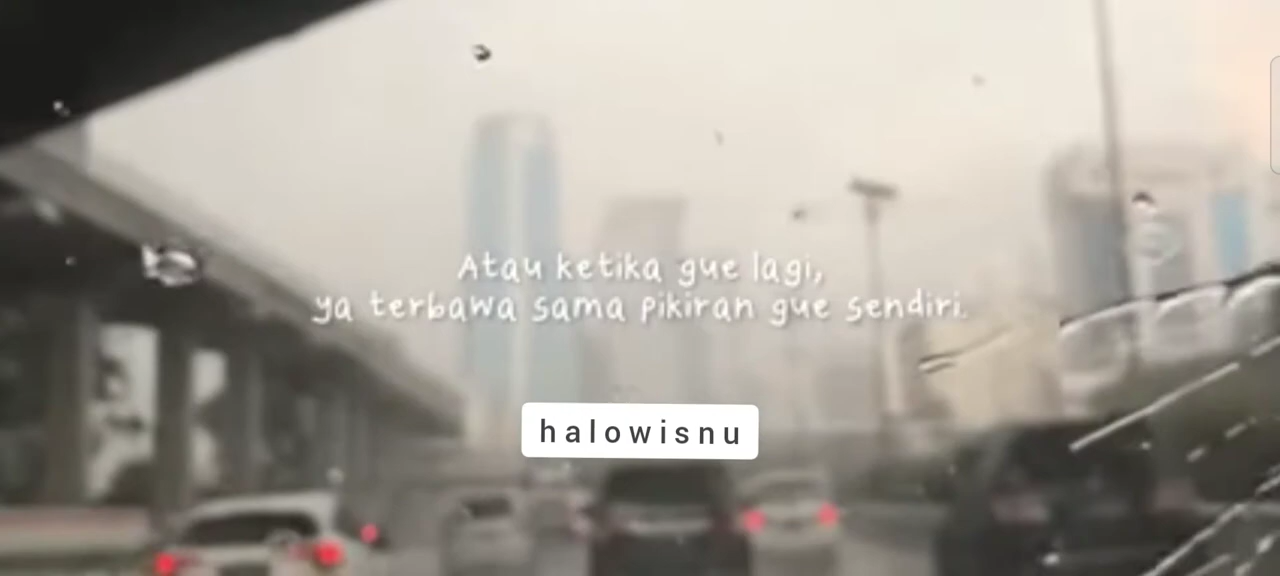 Atau ketika gue lagi,
ya terbawa sama pikiran gue sendiri.
halowisnu